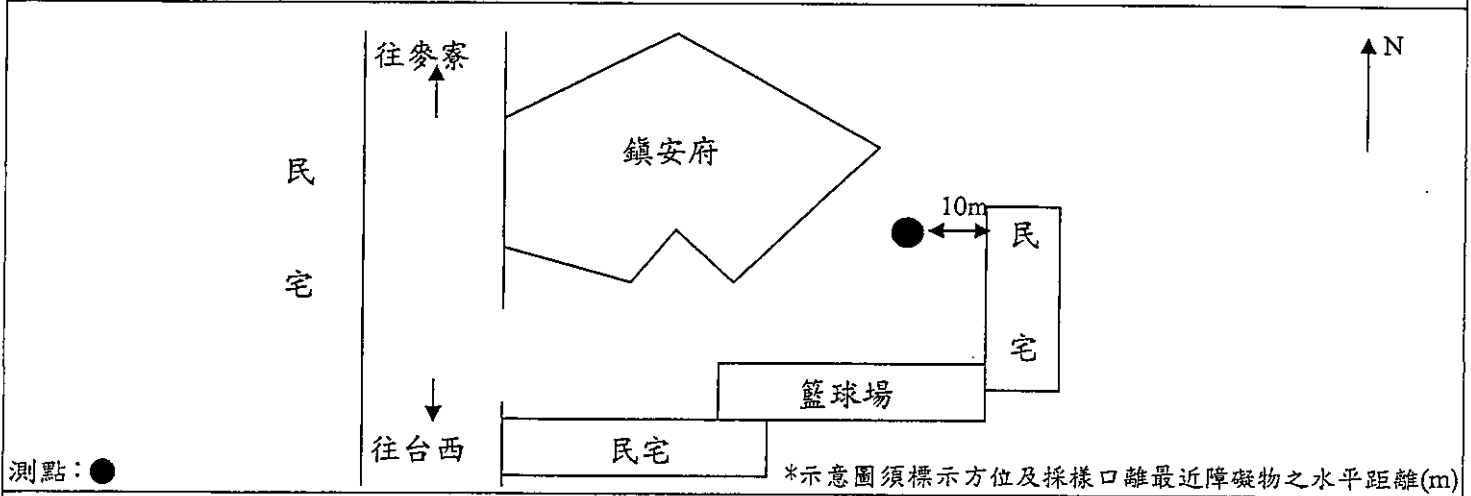 往麥寮
N
鎮安府
民宅
10m
民宅
籃球場
往台西
民宅
測點：●
*示意圖須標示方位及採樣口離最近障礙物之水平距離(m)